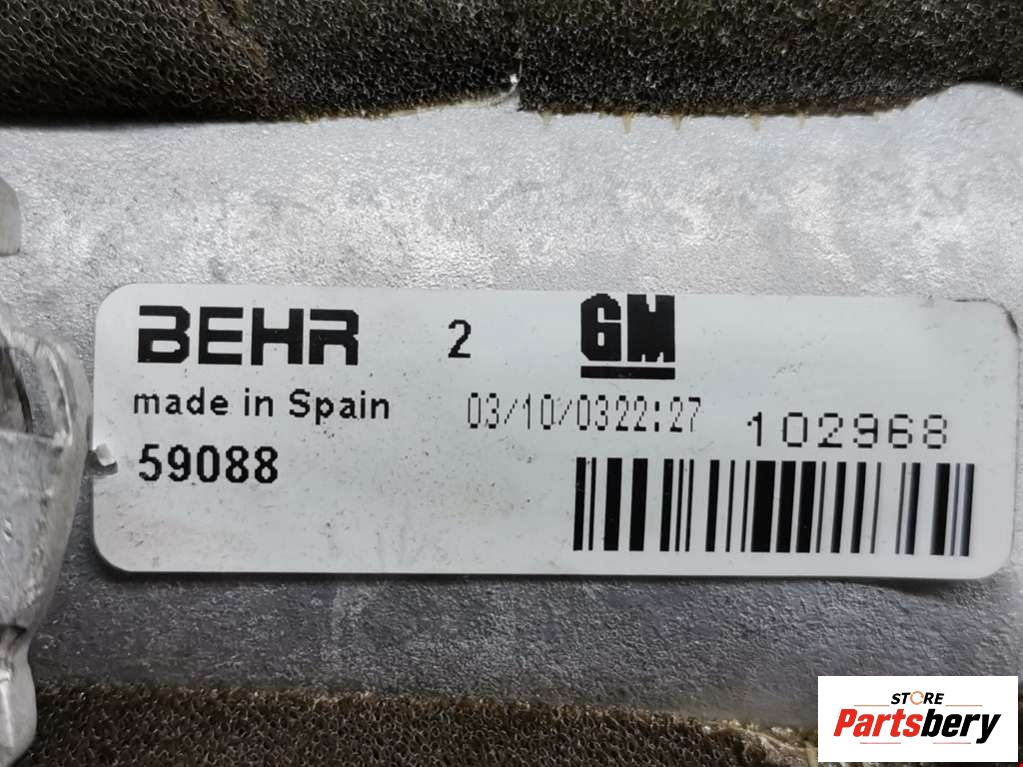 BEHR 2 GM
made in Spain 03/10/0322:27 102968
59088
STORE
Partsbery